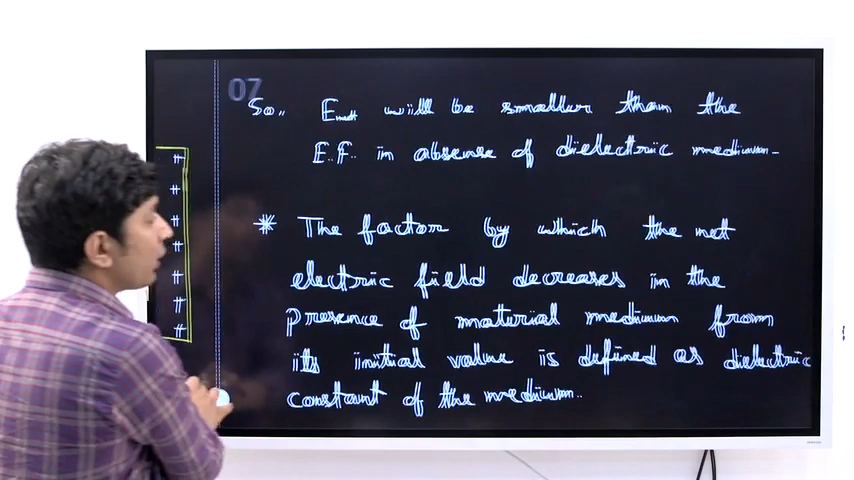 07
So,, Enet will be smaller than the
E.F. in absense of dielectric medium.
* The factor by which the net
electric field decreases in the
presence of material medium from
its initial value is defined as dielectric
constant of the medium..
+
+
+
+
+
+
+